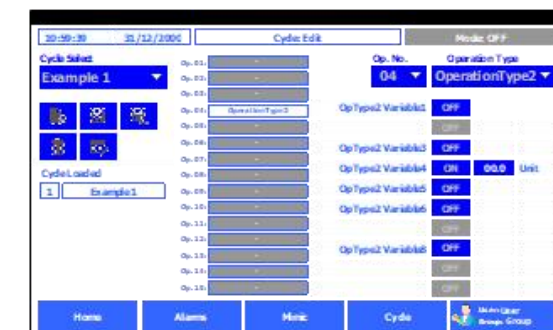 10:59:39 31/12/2000 Cycle: Edit Mode: OFF
Cycle Select Op. No. Operation Type
Example 1 04 OperationType2
Op. 01: -
Op. 02: -
Op. 03: -
Op. 04: OperationType2 OpType2 Variable1 OFF
Op. 05: - OFF
Op. 06: - OpType2 Variable3 OFF
Op. 07: -
Cycle Loaded Op. 08: - OpType2 Variable4 ON 00.0 Unit
1 Example1 Op. 09: - OpType2 Variable5 OFF
Op. 10: - OpType2 Variable6 OFF
Op. 11: - OFF
Op. 12: -
Op. 13: - OpType2 Variable8 OFF
Op. 14: - OFF
Op. 15: - OFF
Home Alarms Mimic Cycle User
Group